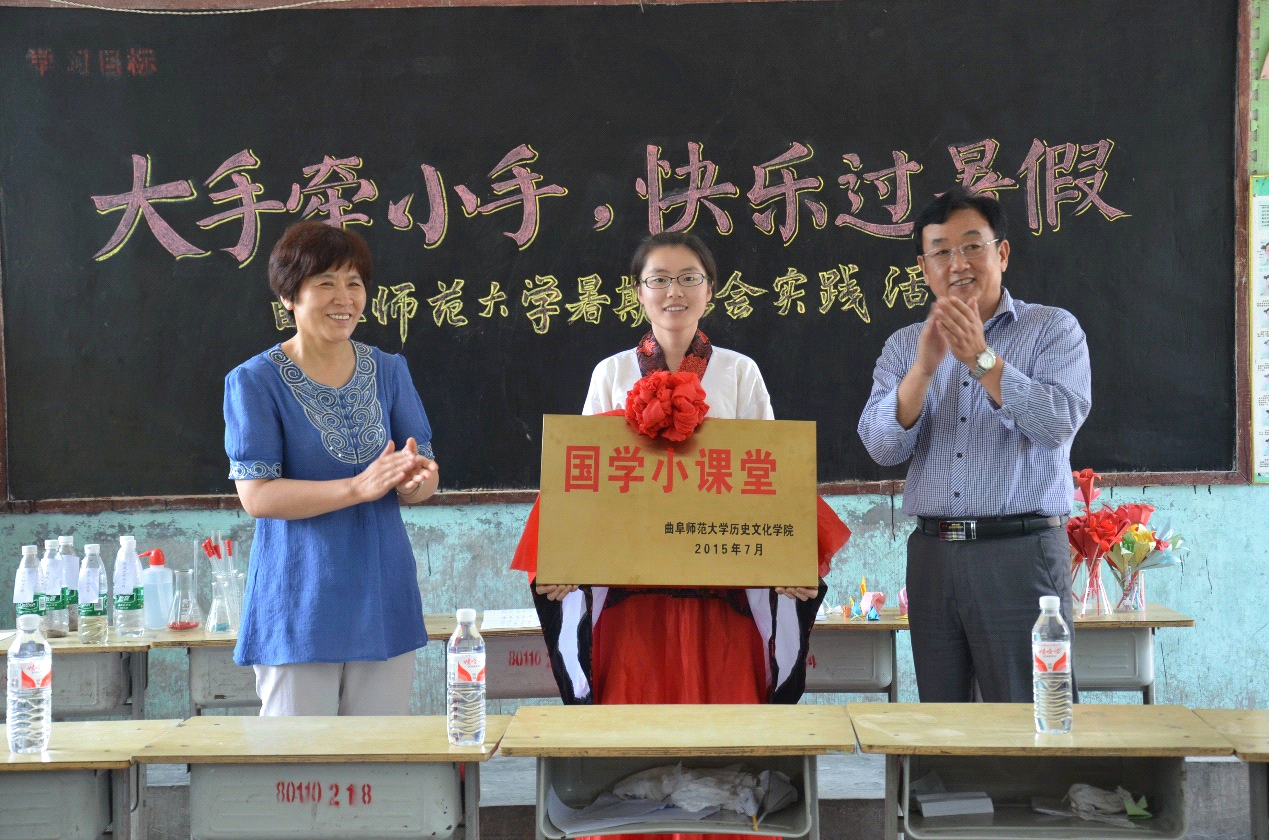 学习目标
大手牵小手，快乐过暑假
师范大学暑期会实践活
国学小课堂
曲阜师范大学历史文化学院
2015年7月
80110
80110218